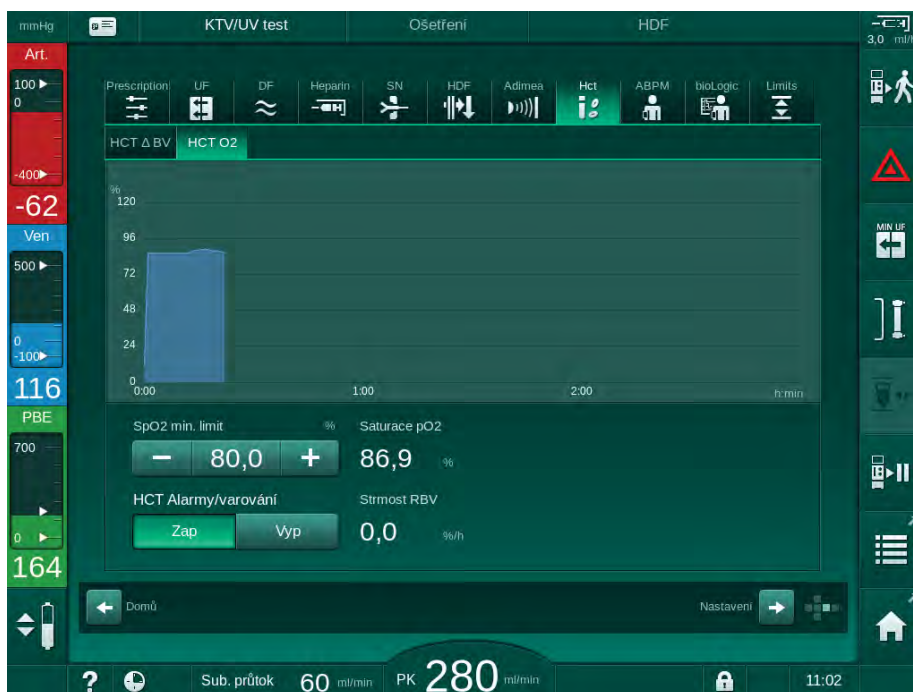 mmHg KTV/UV test Ošetření HDF
3,0 ml/h
Art.
100
0
-400
-62
Ven
500
0
-100
116
PBE
700
0
164
Prescription UF DF Heparin SN HDF Adimea Hct ABPM bioLogic Limits
HCT Δ BV HCT O2
%
120
96
72
48
24
0
0:00 1:00 2:00 h:min
SpO2 min. limit % Saturace pO2
− 80,0 + 86,9 %
HCT Alarmy/varování Strmost RBV
Zap Vyp 0,0 %/h
Domů Nastavení
MIN UF
? Sub. průtok 60 ml/min PK 280 ml/min 11:02